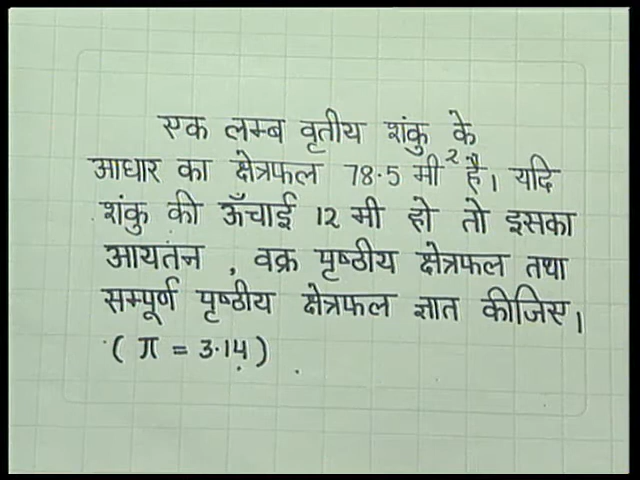 एक लम्ब वृतीय शंकु के
आधार का क्षेत्रफल 78.5 मी² है। यदि
शंकु की ऊँचाई 12 मी हो तो इसका
आयतन , वक्र पृष्ठीय क्षेत्रफल तथा
सम्पूर्ण पृष्ठीय क्षेत्रफल ज्ञात कीजिए।
( π = 3.14 )